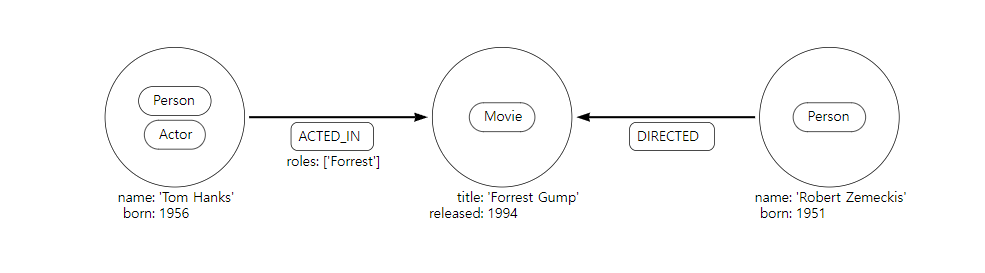 Person
Actor
name: 'Tom Hanks'
born: 1956
ACTED_IN
roles: ['Forrest']
Movie
title: 'Forrest Gump'
released: 1994
DIRECTED
Person
name: 'Robert Zemeckis'
born: 1951